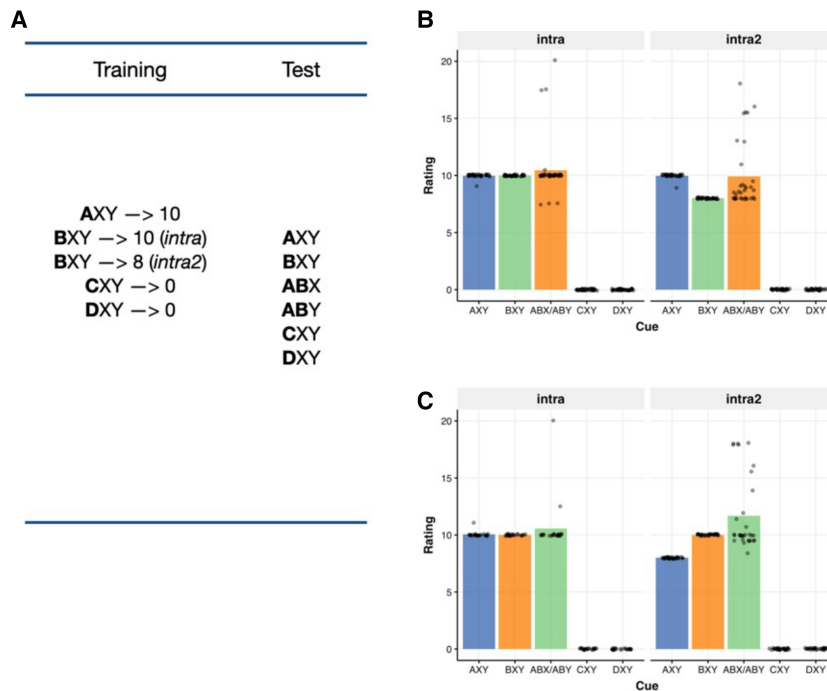 A
Training Test
AXY —> 10
BXY —> 10 (intra)
BXY —> 8 (intra2)
CXY —> 0
DXY —> 0
AXY
BXY
ABX
ABY
CXY
DXY
B
intra intra2
20
15
10
5
0
Rating
AXY BXY ABX/ABY CXY DXY AXY BXY ABX/ABY CXY DXY
Cue
C
intra intra2
20
15
10
5
0
Rating
AXY BXY ABX/ABY CXY DXY AXY BXY ABX/ABY CXY DXY
Cue